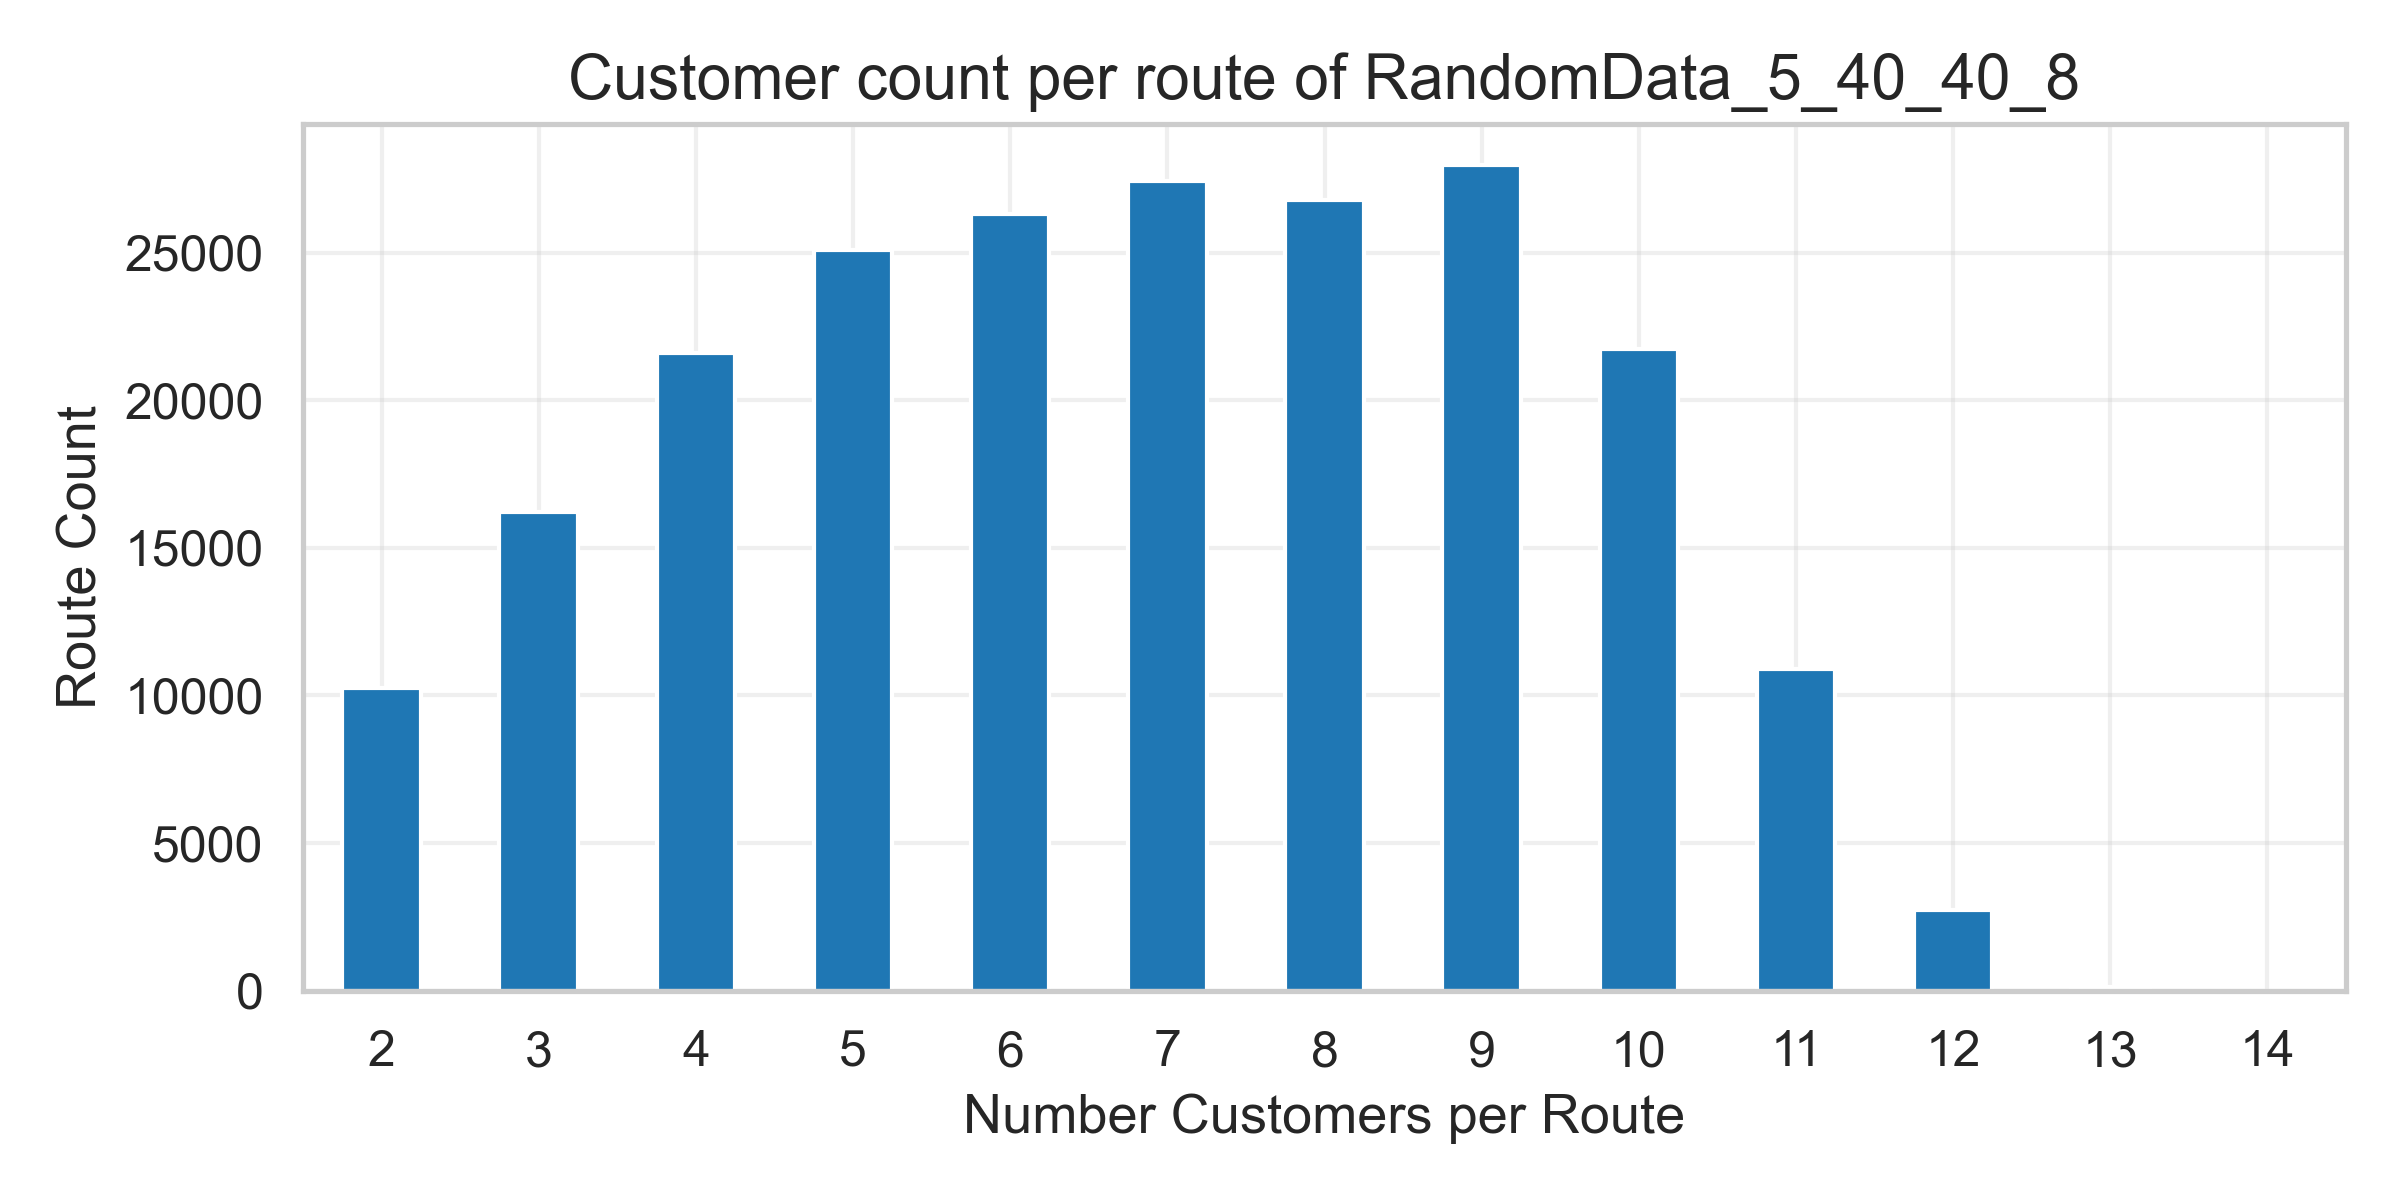 Customer count per route of RandomData_5_40_40_8
Route Count
25000
20000
15000
10000
5000
0
2 3 4 5 6 7 8 9 10 11 12 13 14
Number Customers per Route